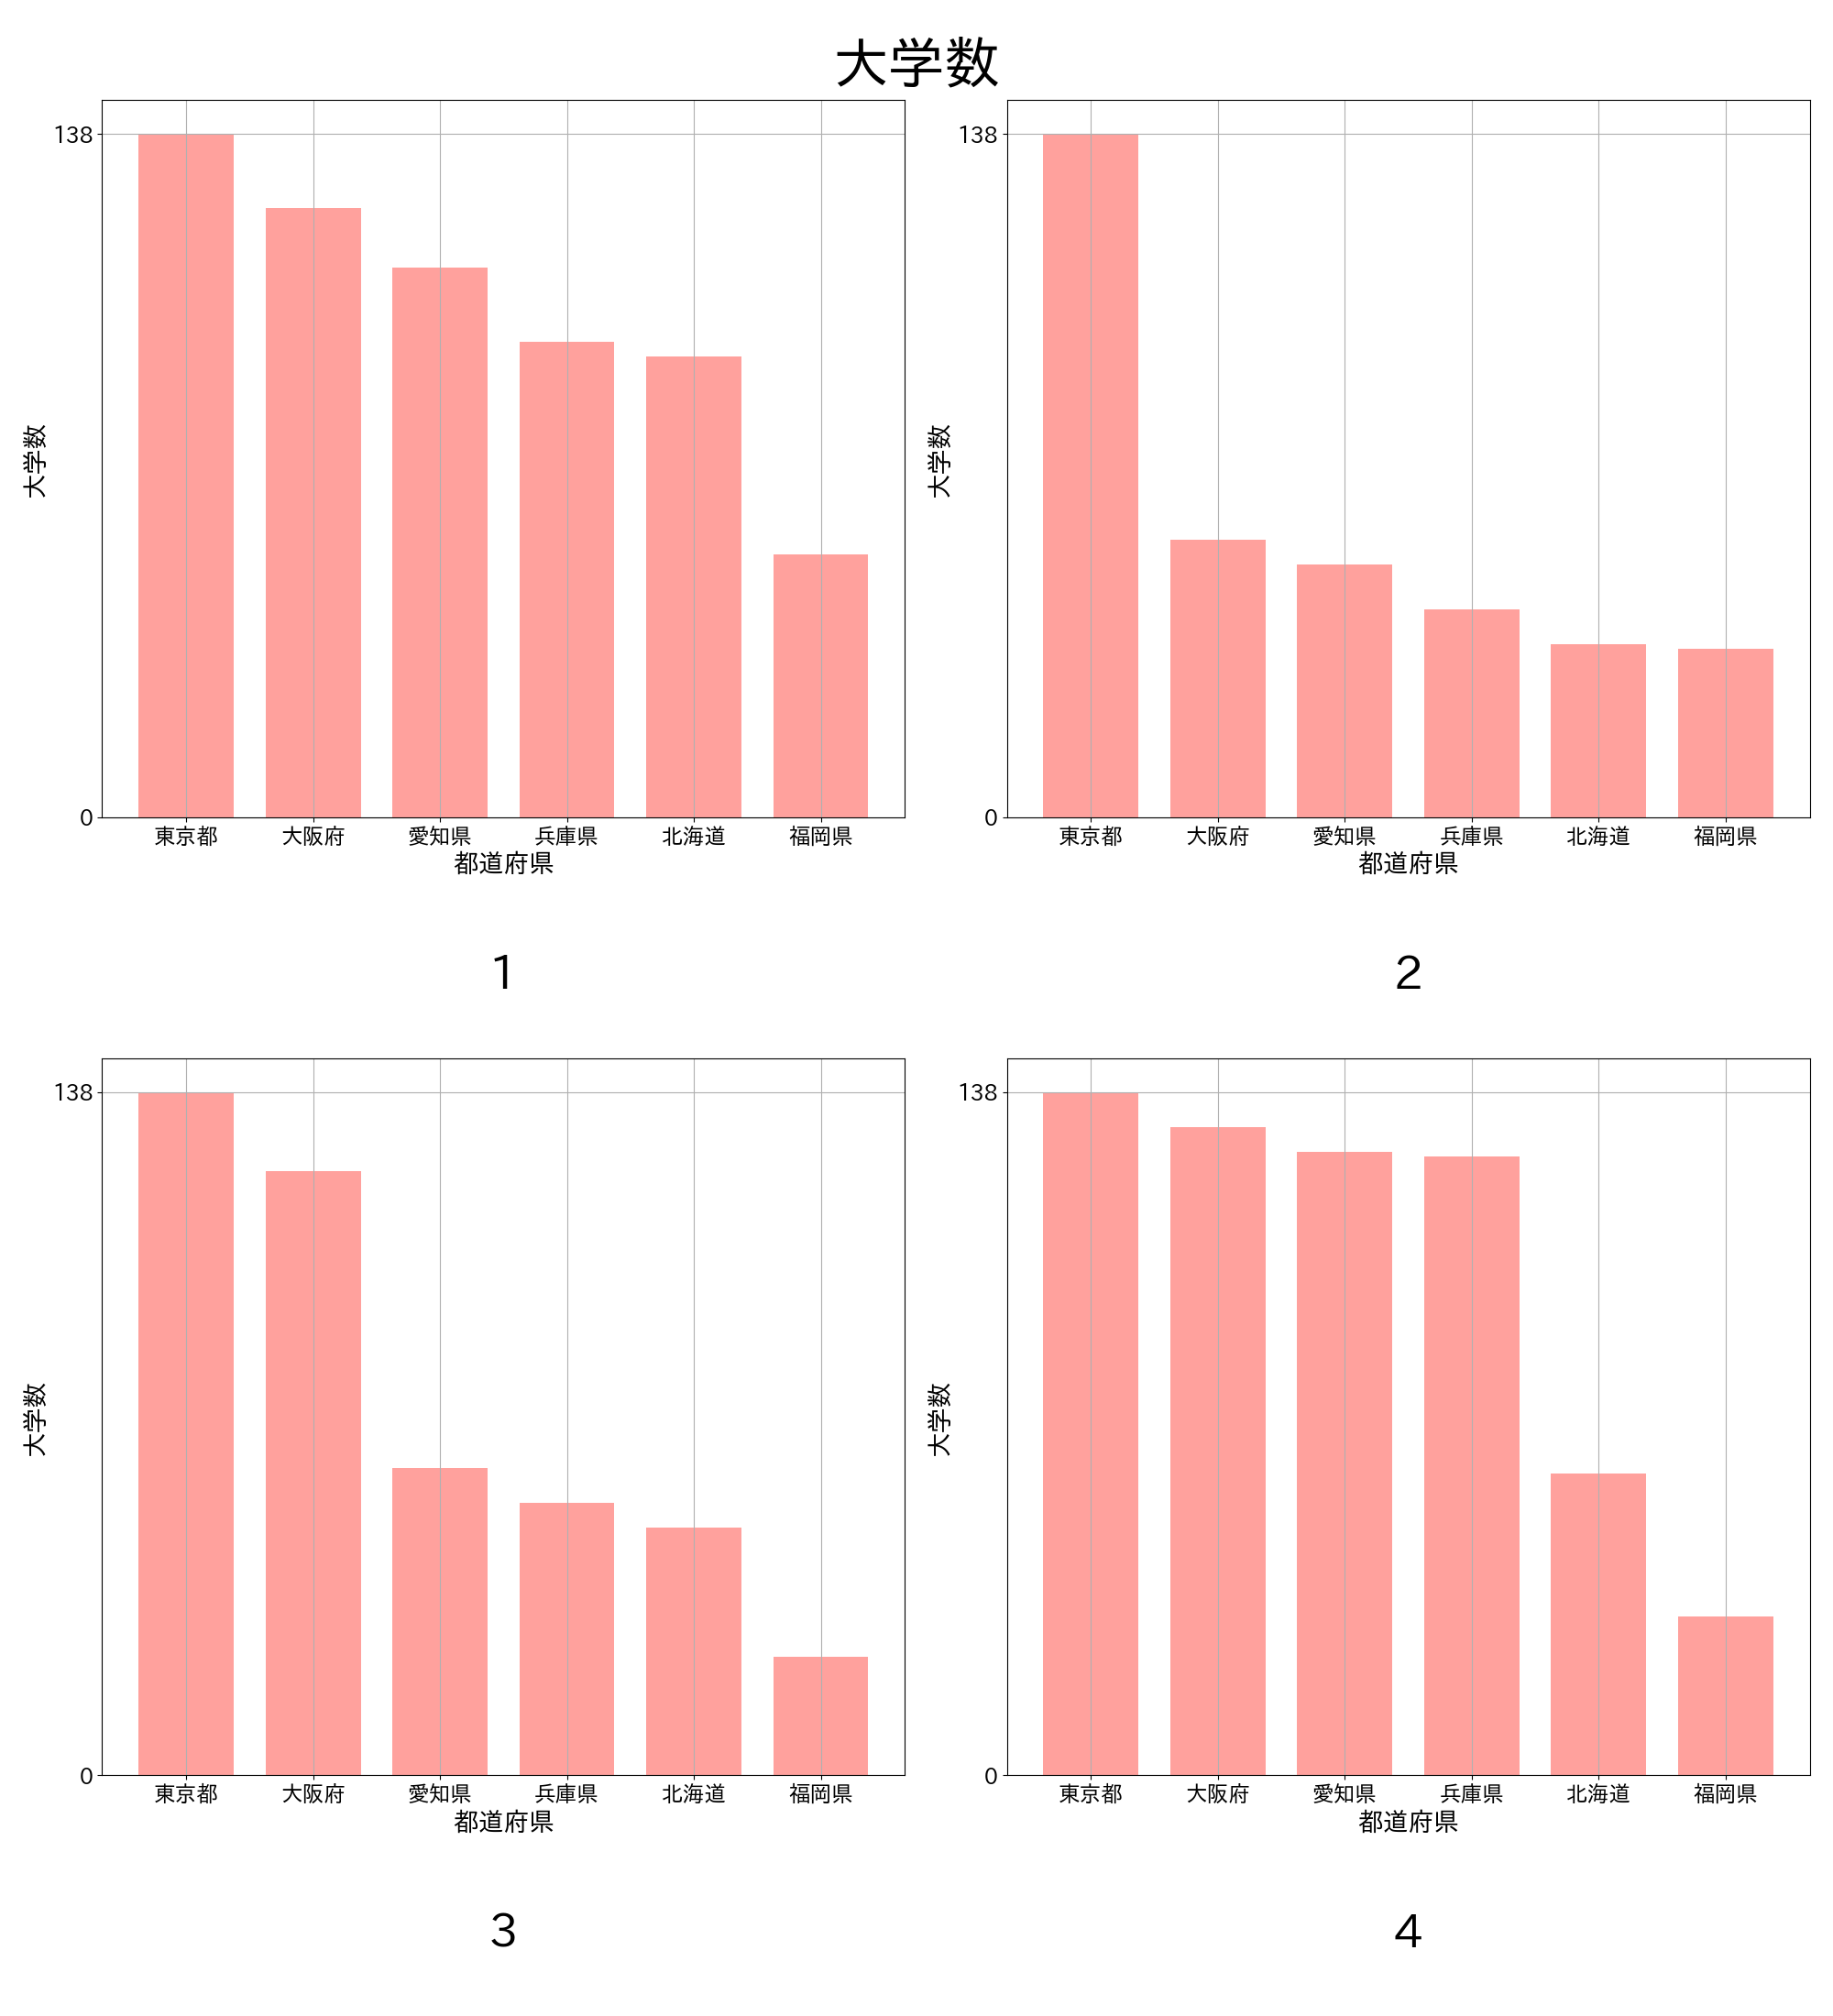 大学数
138
0
大学数
東京都 大阪府 愛知県 兵庫県 北海道 福岡県
都道府県
1
138
0
大学数
東京都 大阪府 愛知県 兵庫県 北海道 福岡県
都道府県
2
138
0
大学数
東京都 大阪府 愛知県 兵庫県 北海道 福岡県
都道府県
3
138
0
大学数
東京都 大阪府 愛知県 兵庫県 北海道 福岡県
都道府県
4